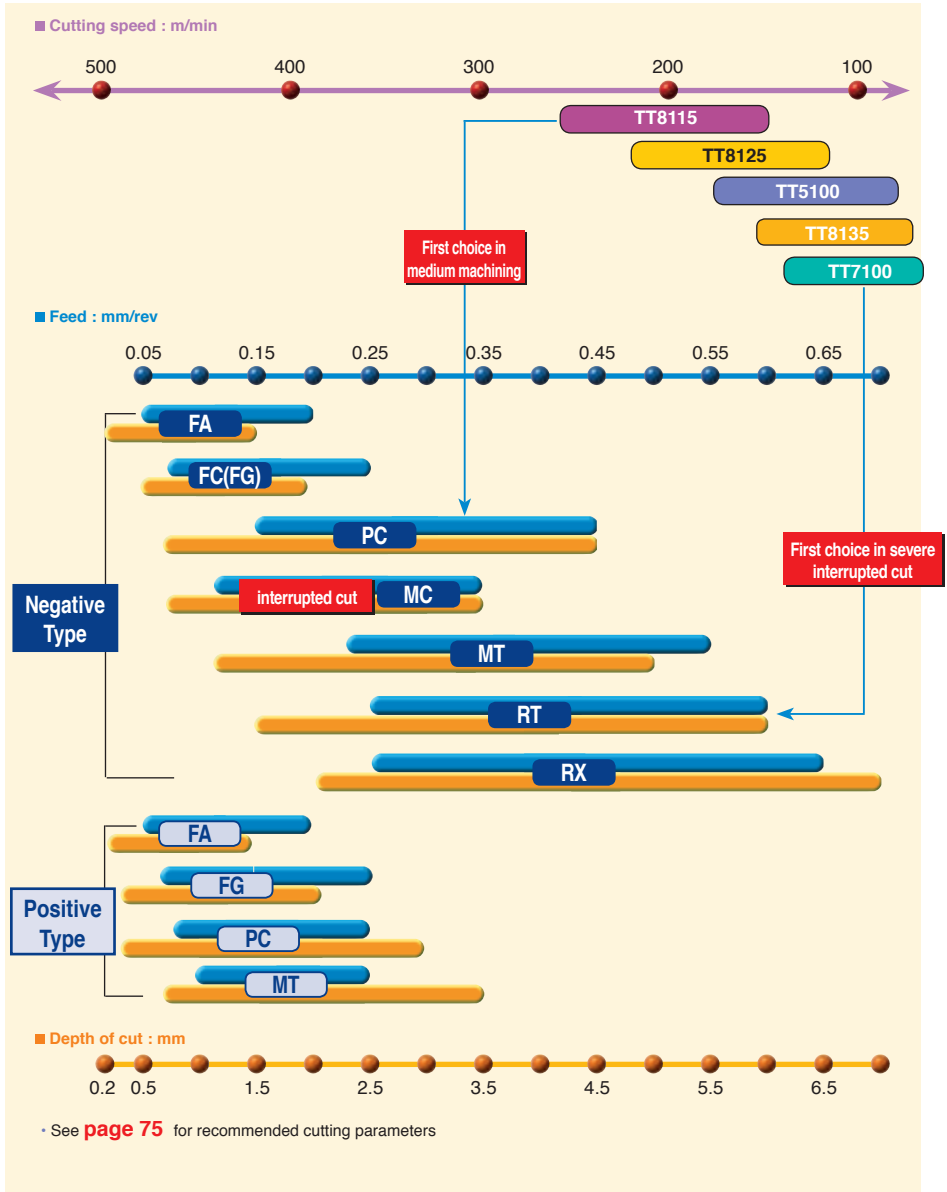 ■ Cutting speed : m/min
500 400 300 200 100
TT8115
TT8125
TT5100
TT8135
TT7100
First choice in
medium machining
■ Feed : mm/rev
0.05 0.15 0.25 0.35 0.45 0.55 0.65
FA
FC(FG)
PC
First choice in severe
interrupted cut
interrupted cut
MC
Negative
Type
MT
RT
RX
FA
FG
Positive
Type
PC
MT
■ Depth of cut : mm
0.2 0.5 1.5 2.5 3.5 4.5 5.5 6.5
• See page 75 for recommended cutting parameters